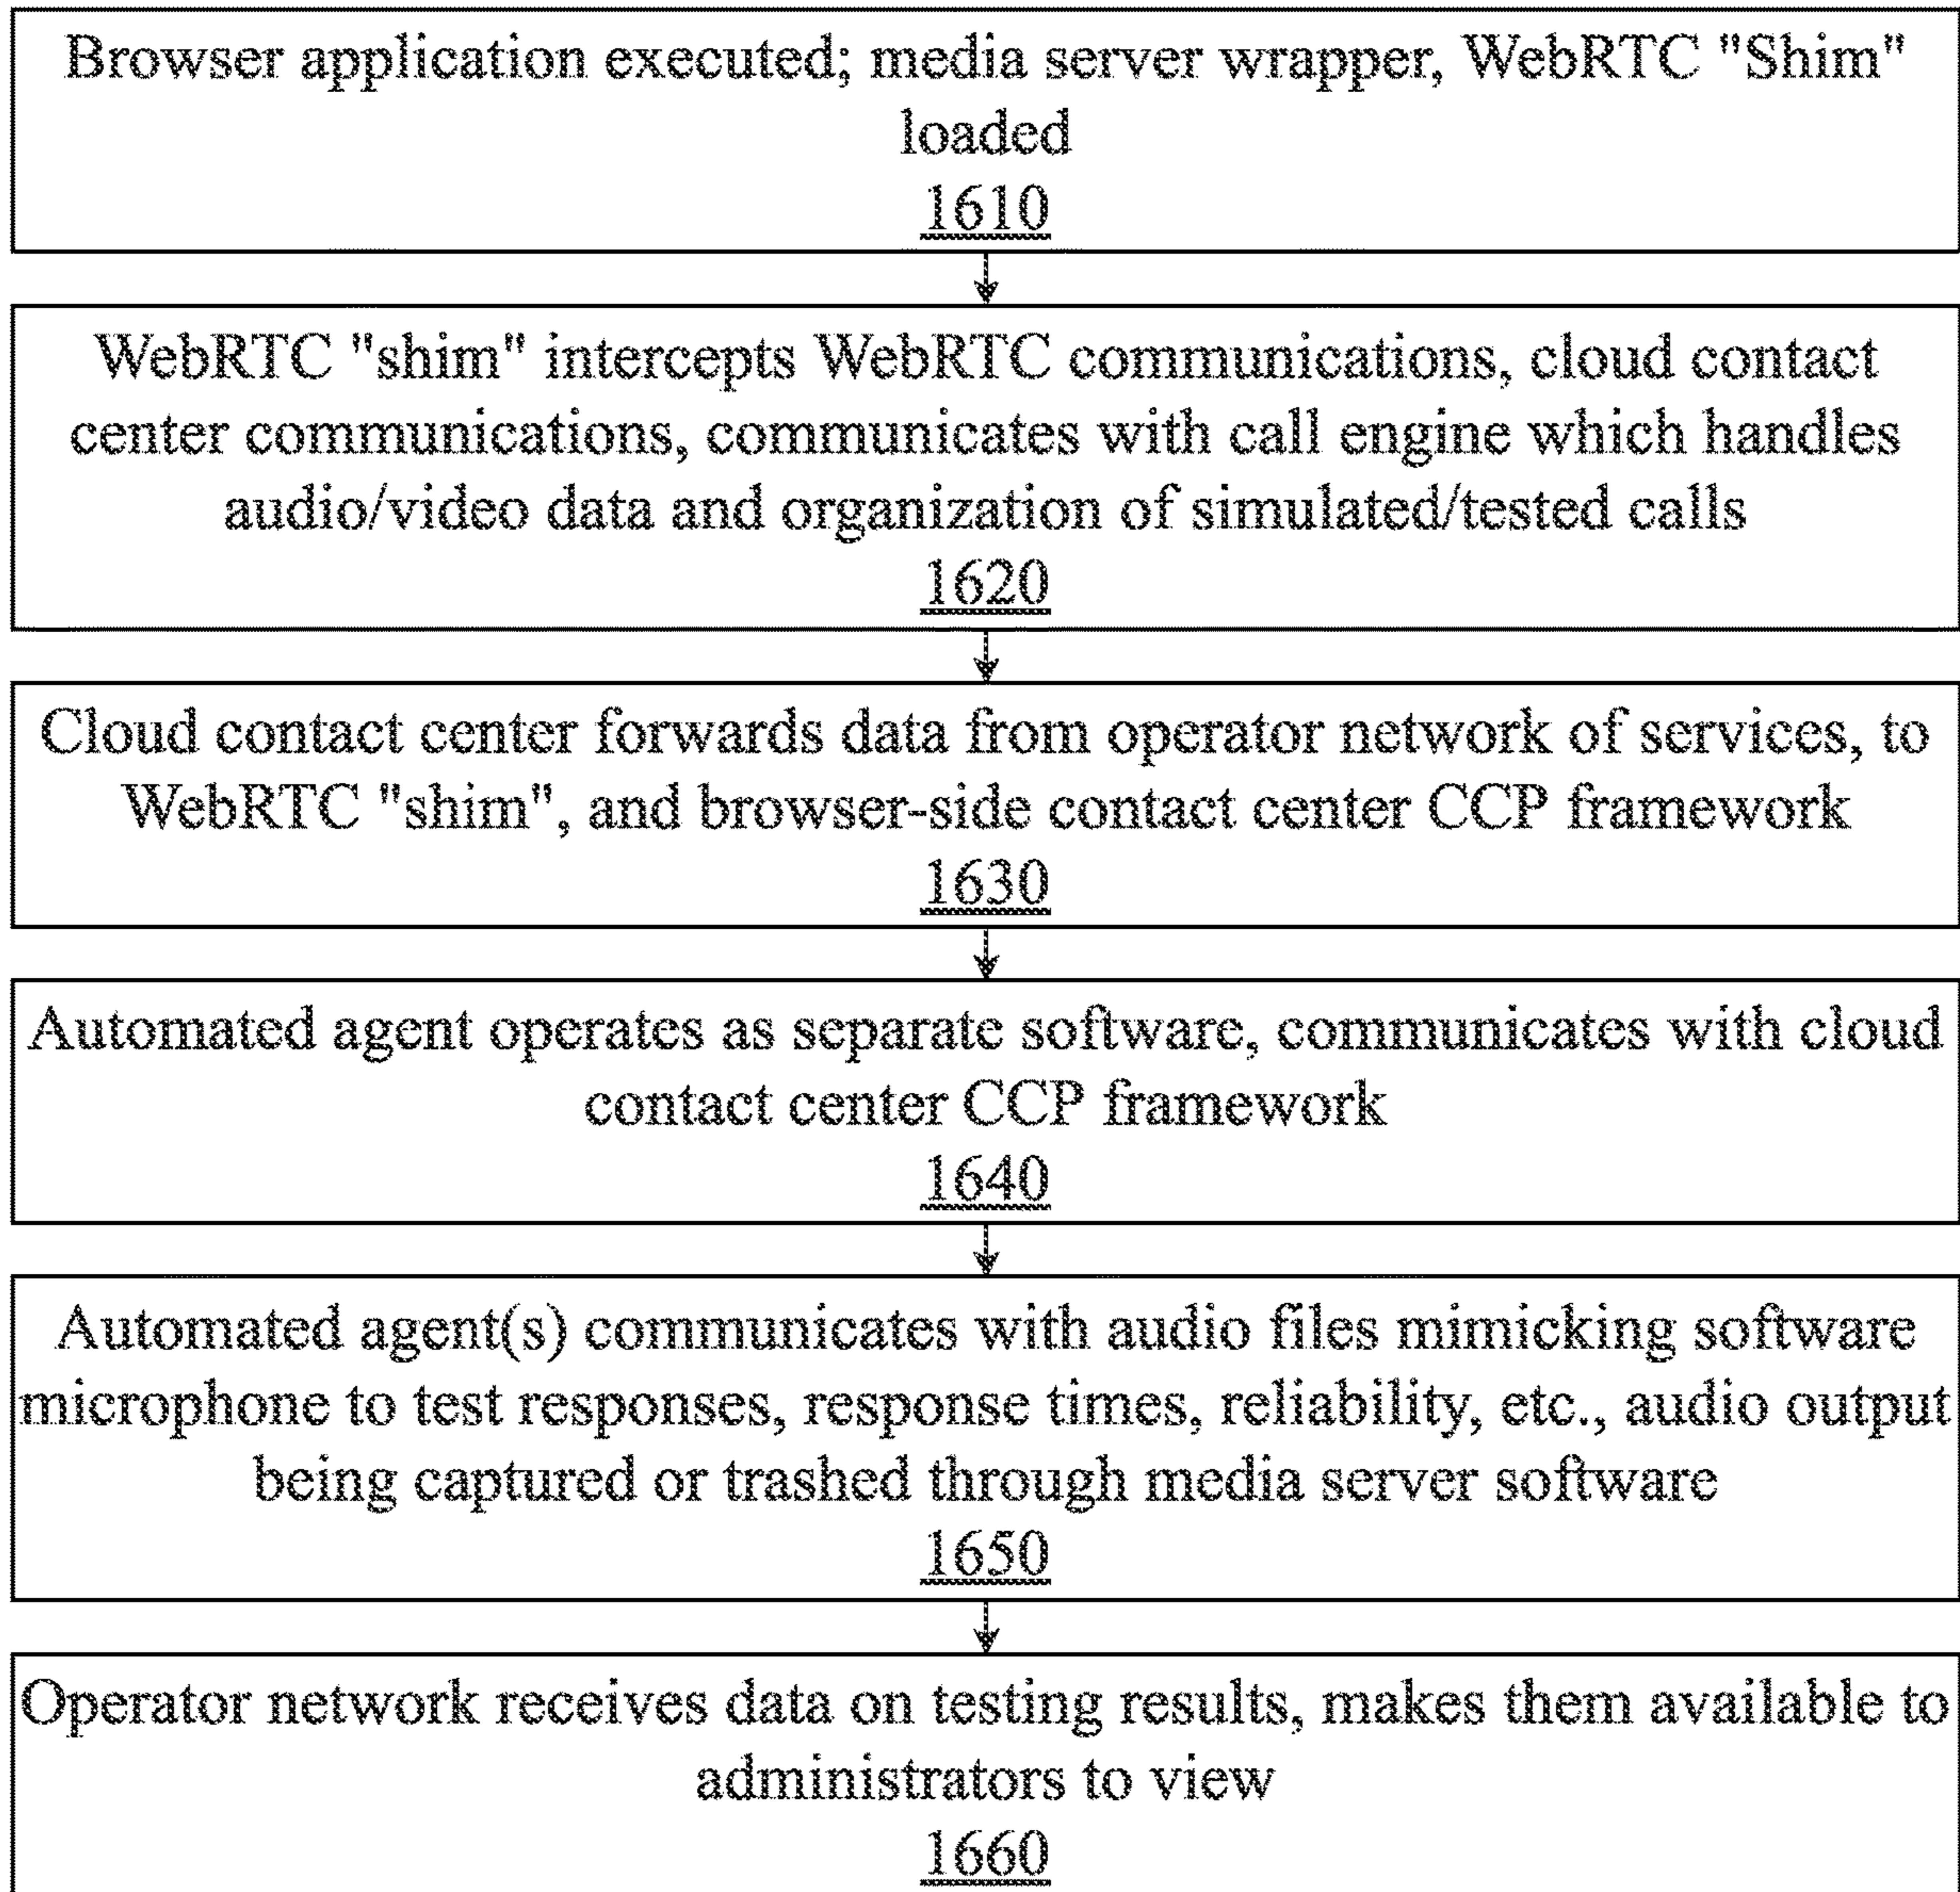 Browser application executed; media server wrapper, WebRTC "Shim"
loaded
1610
WebRTC "shim" intercepts WebRTC communications, cloud contact
center communications, communicates with call engine which handles
audio/video data and organization of simulated/tested calls
1620
Cloud contact center forwards data from operator network of services, to
WebRTC "shim", and browser-side contact center CCP framework
1630
Automated agent operates as separate software, communicates with cloud
contact center CCP framework
1640
Automated agent(s) communicates with audio files mimicking software
microphone to test responses, response times, reliability, etc., audio output
being captured or trashed through media server software
1650
Operator network receives data on testing results, makes them available to
administrators to view
1660